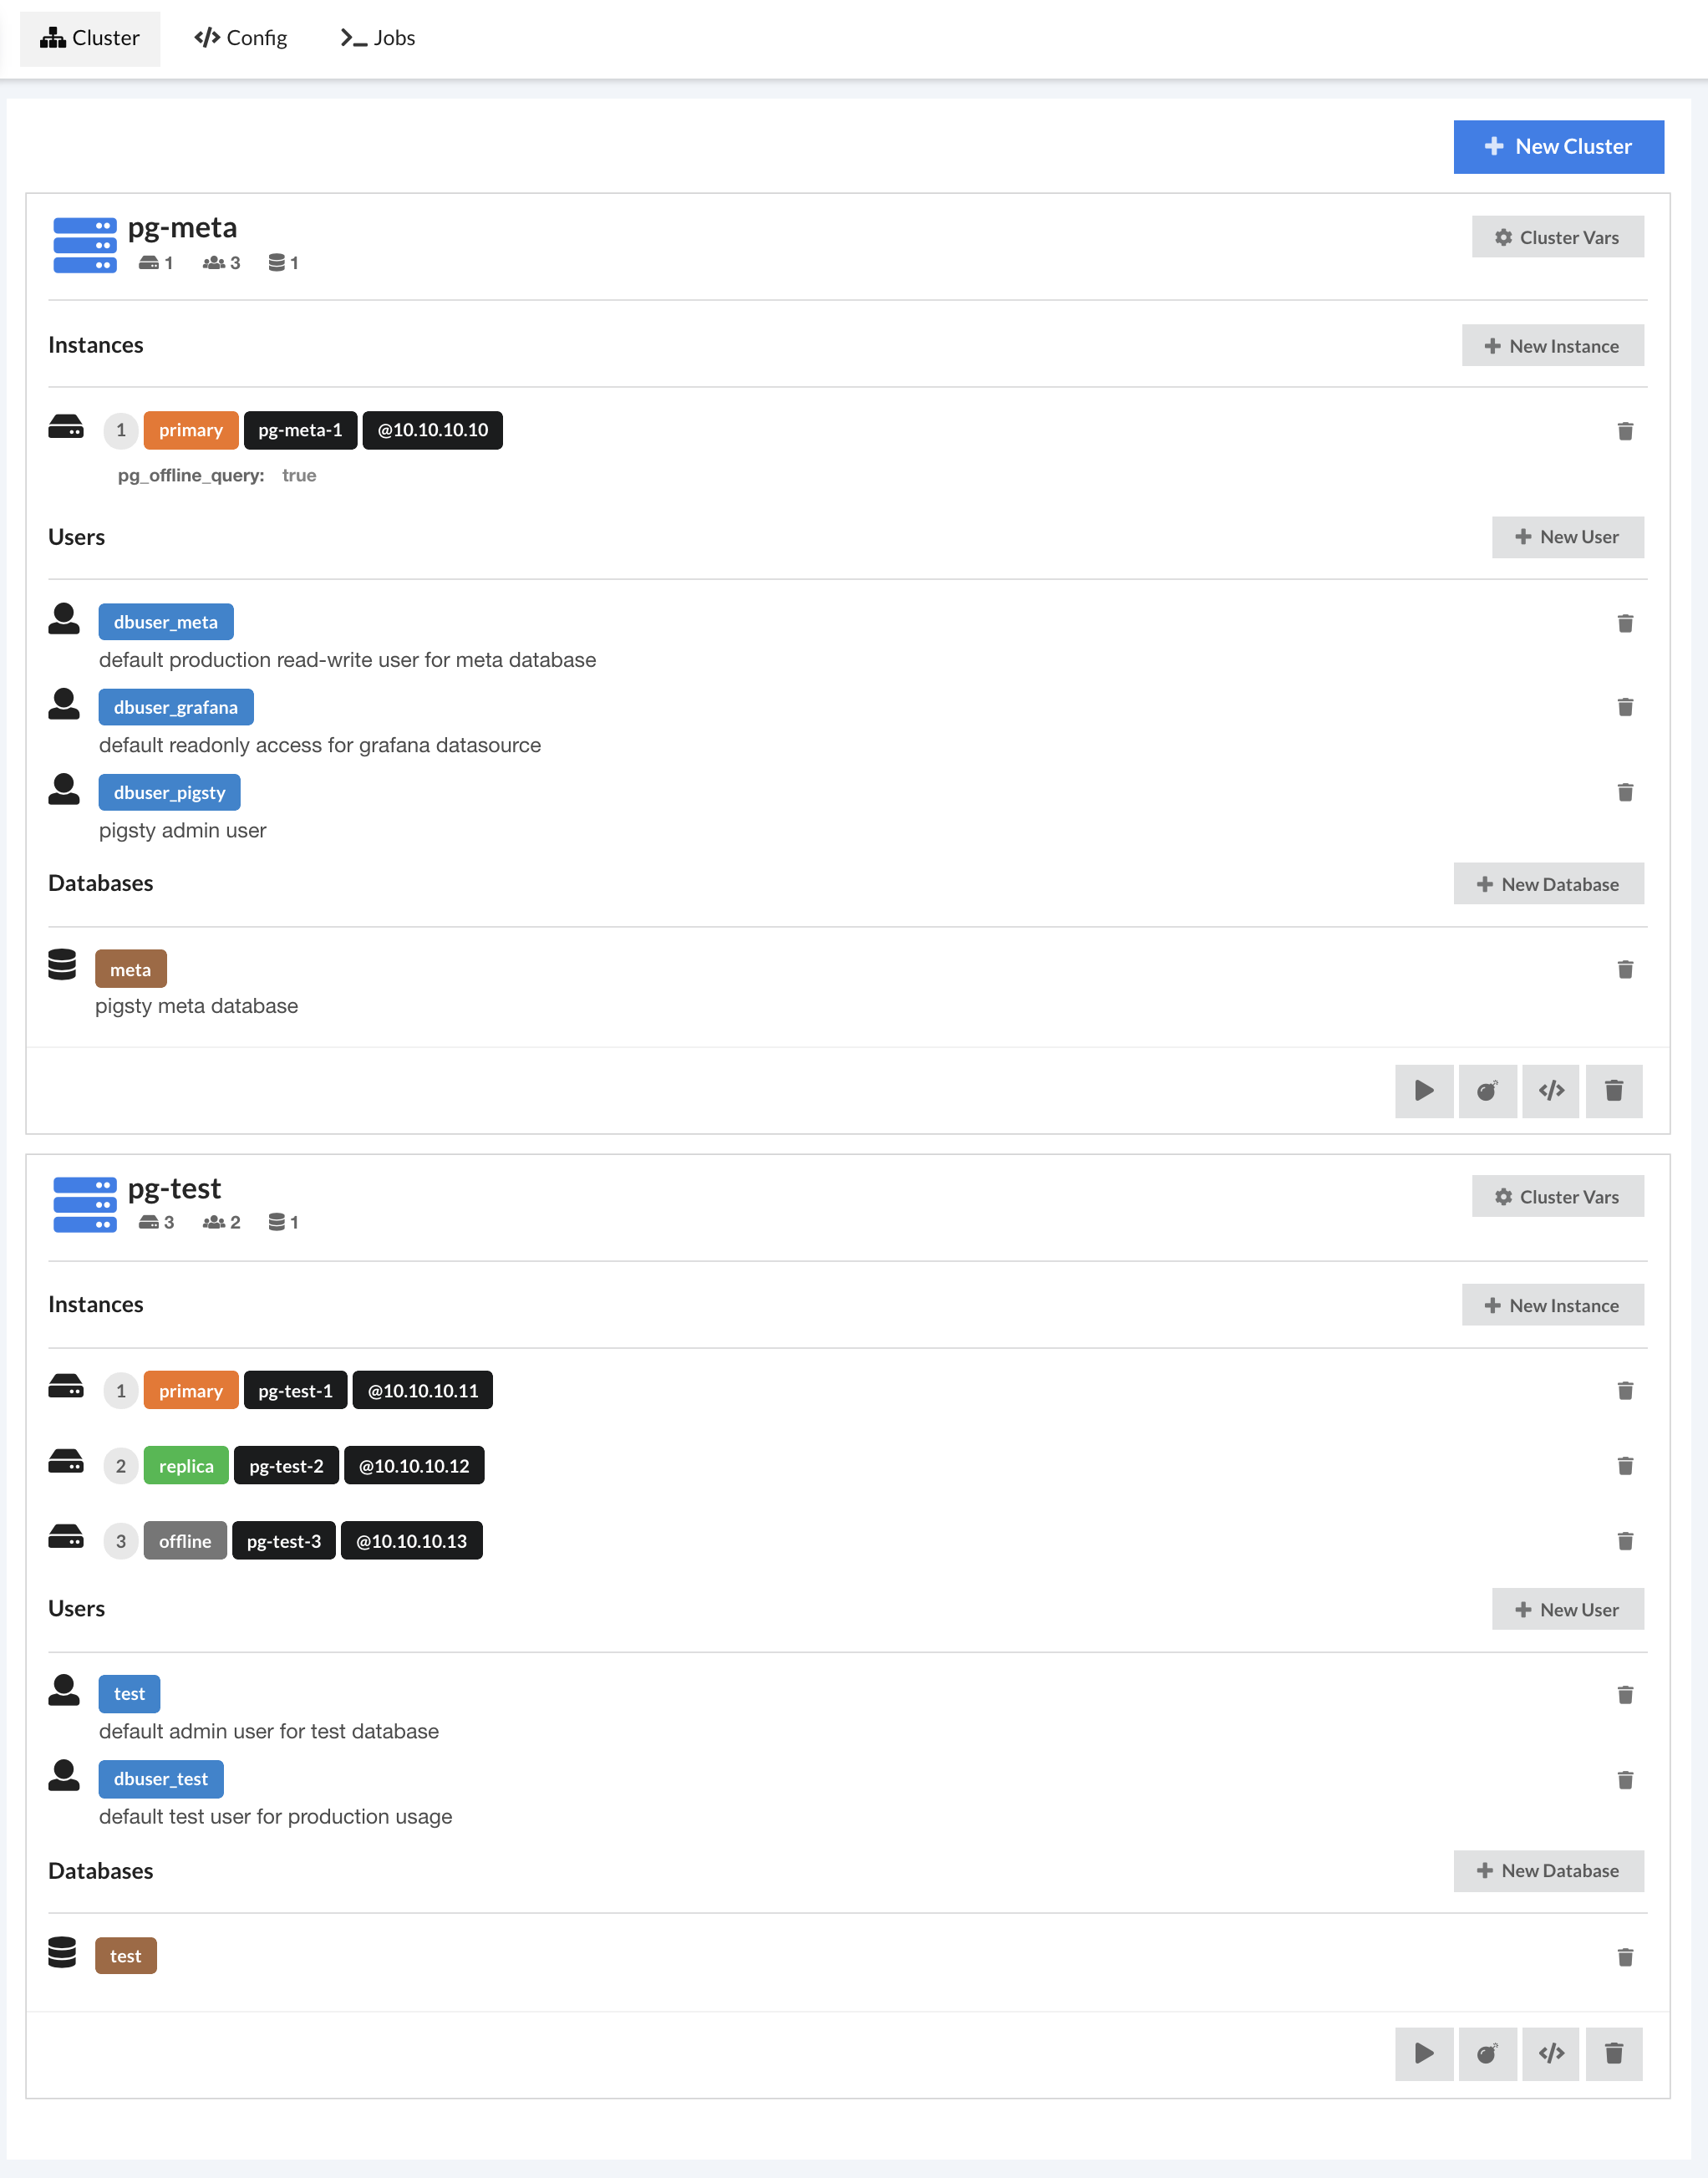 Cluster Config Jobs
New Cluster
pg-meta
1 3 1
Cluster Vars
Instances
New Instance
1 primary pg-meta-1 @10.10.10.10
pg_offline_query: true
Users
New User
dbuser_meta
default production read-write user for meta database
dbuser_grafana
default readonly access for grafana datasource
dbuser_pigsty
pigsty admin user
Databases
New Database
meta
pigsty meta database
pg-test
3 2 1
Cluster Vars
Instances
New Instance
1 primary pg-test-1 @10.10.10.11
2 replica pg-test-2 @10.10.10.12
3 offline pg-test-3 @10.10.10.13
Users
New User
test
default admin user for test database
dbuser_test
default test user for production usage
Databases
New Database
test